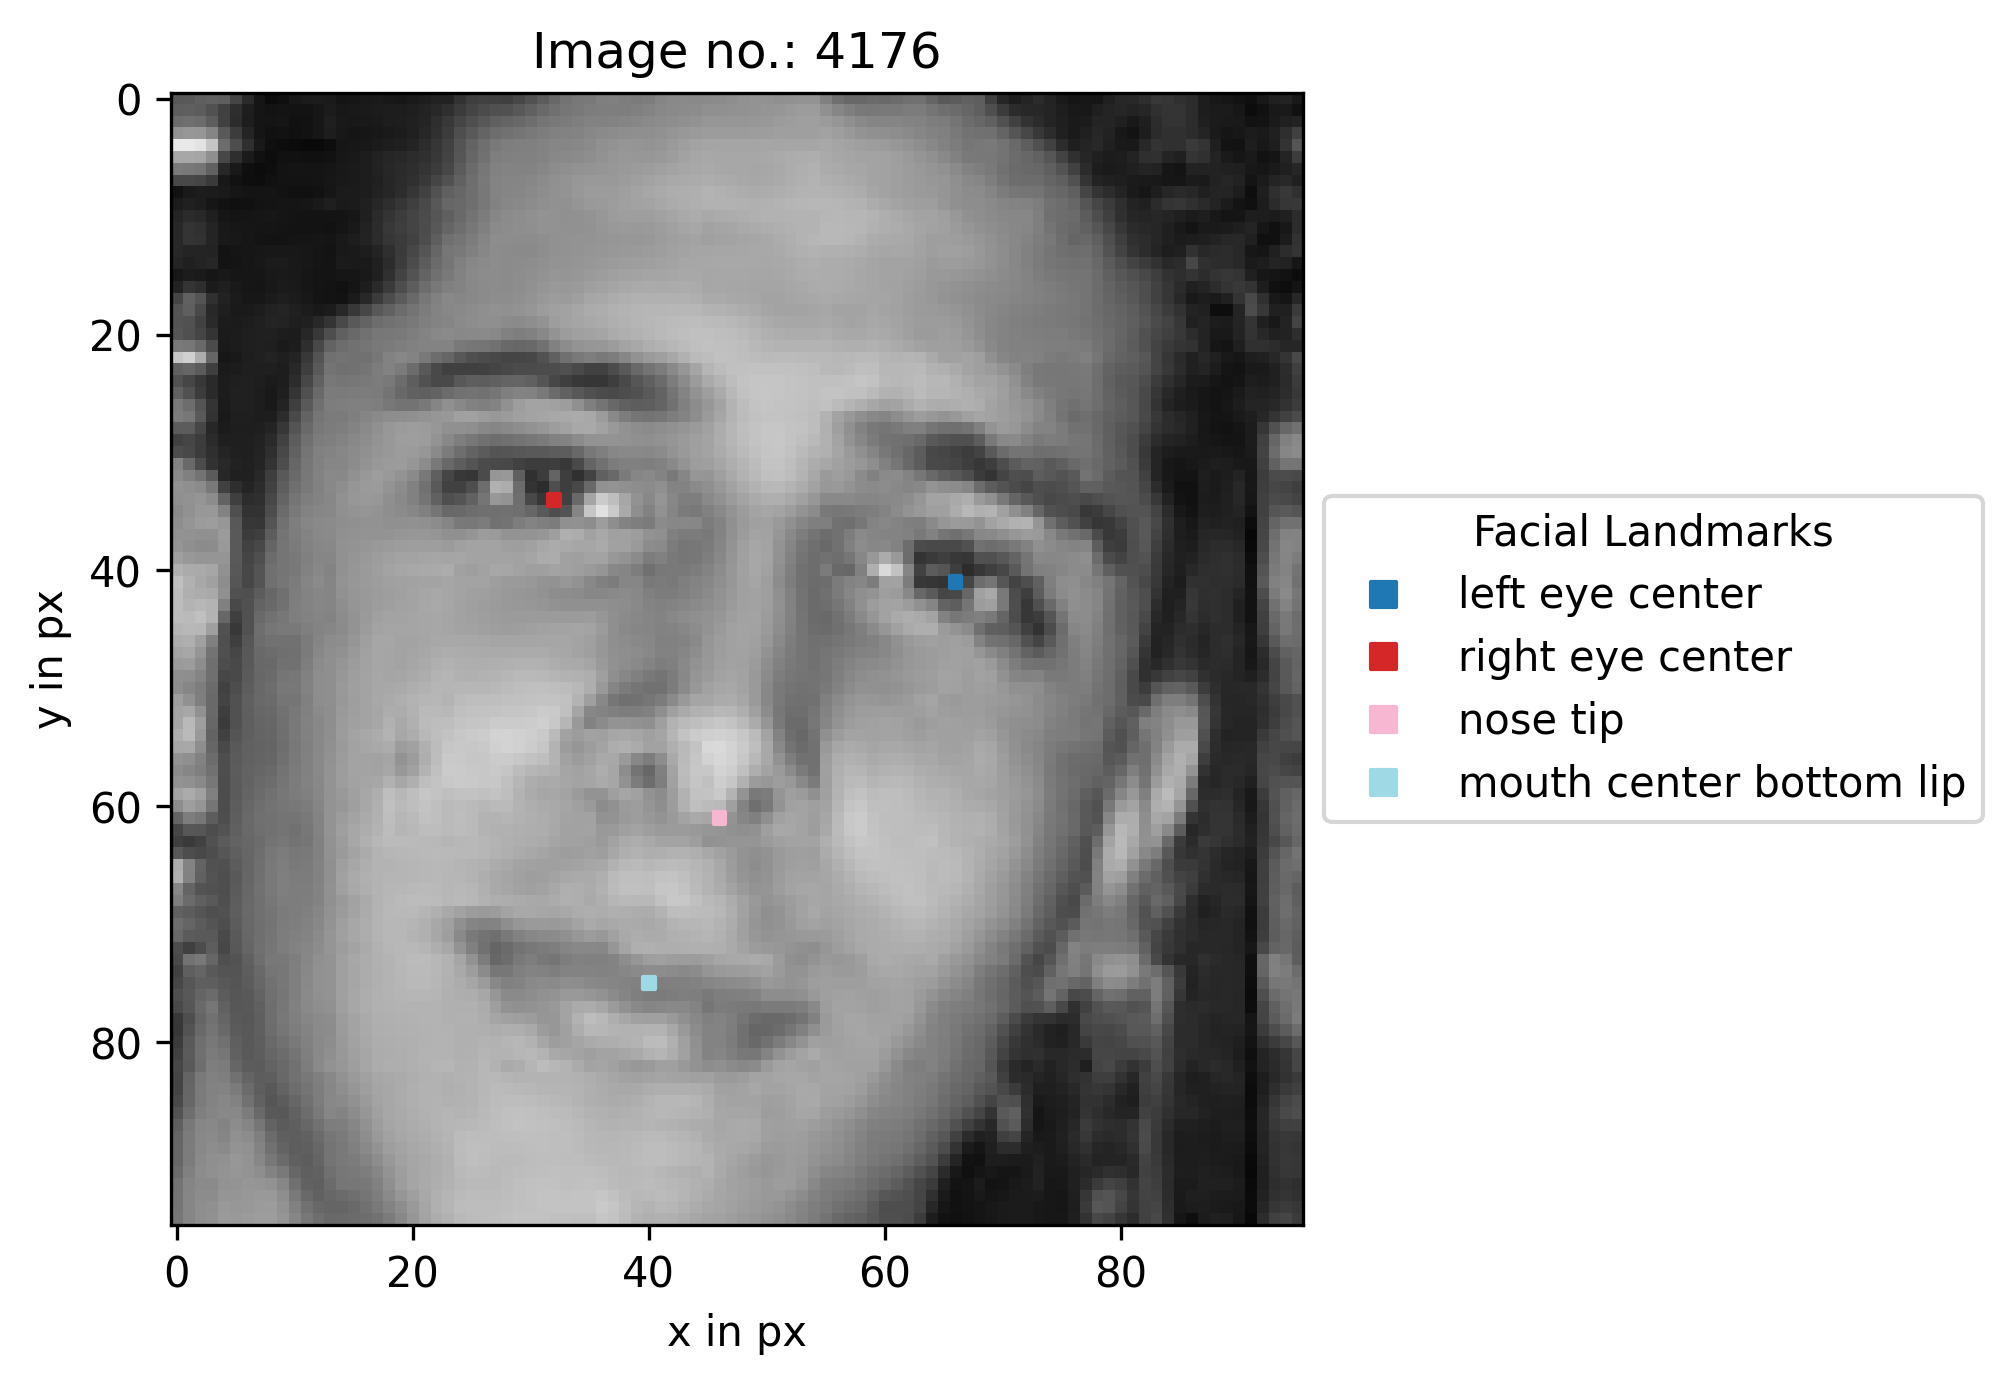 Image no.: 4176
0
20
40
60
80
y in px
0 20 40 60 80
x in px
Facial Landmarks
left eye center
right eye center
nose tip
mouth center bottom lip